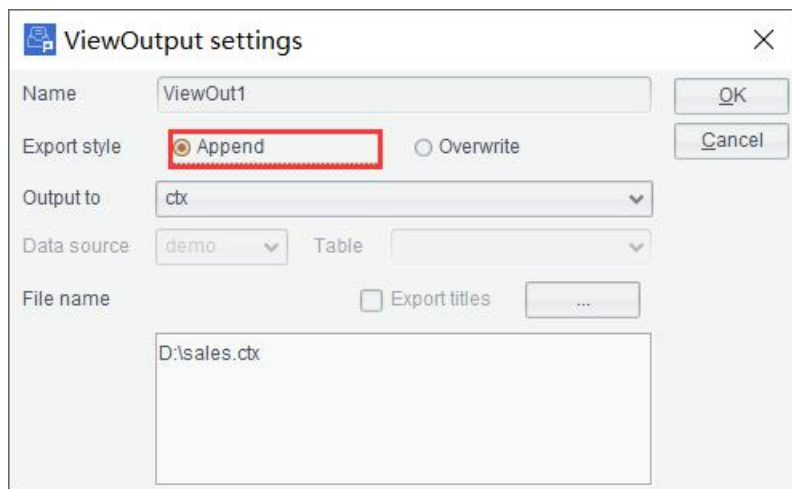 ViewOutput settings
Name ViewOut1 OK
Export style Append Overwrite Cancel
Output to ctx
Data source demo Table
File name Export titles ...
D:\sales.ctx